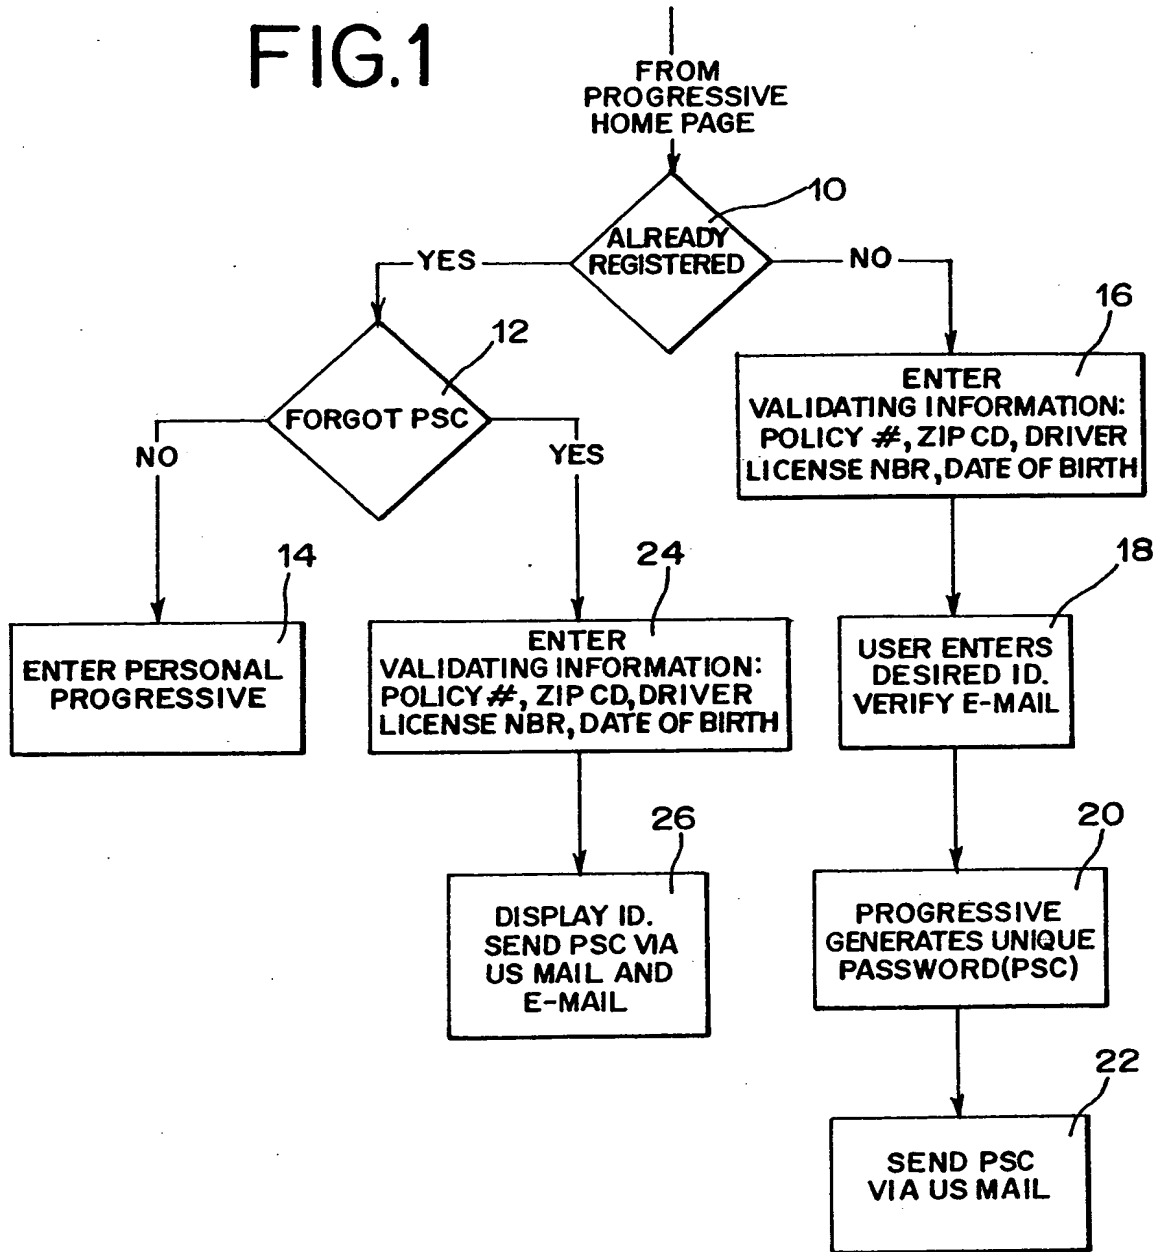 FIG.1
FROM
PROGRESSIVE
HOME PAGE
10
ALREADY
REGISTERED
YES
NO
12
FORGOT PSC
NO
YES
16
ENTER
VALIDATING INFORMATION:
POLICY #, ZIP CD, DRIVER
LICENSE NBR, DATE OF BIRTH
14
ENTER PERSONAL
PROGRESSIVE
24
ENTER
VALIDATING INFORMATION:
POLICY #, ZIP CD, DRIVER
LICENSE NBR, DATE OF BIRTH
18
USER ENTERS
DESIRED ID.
VERIFY E-MAIL
26
DISPLAY ID.
SEND PSC VIA
US MAIL AND
E-MAIL
20
PROGRESSIVE
GENERATES UNIQUE
PASSWORD(PSC)
22
SEND PSC
VIA US MAIL